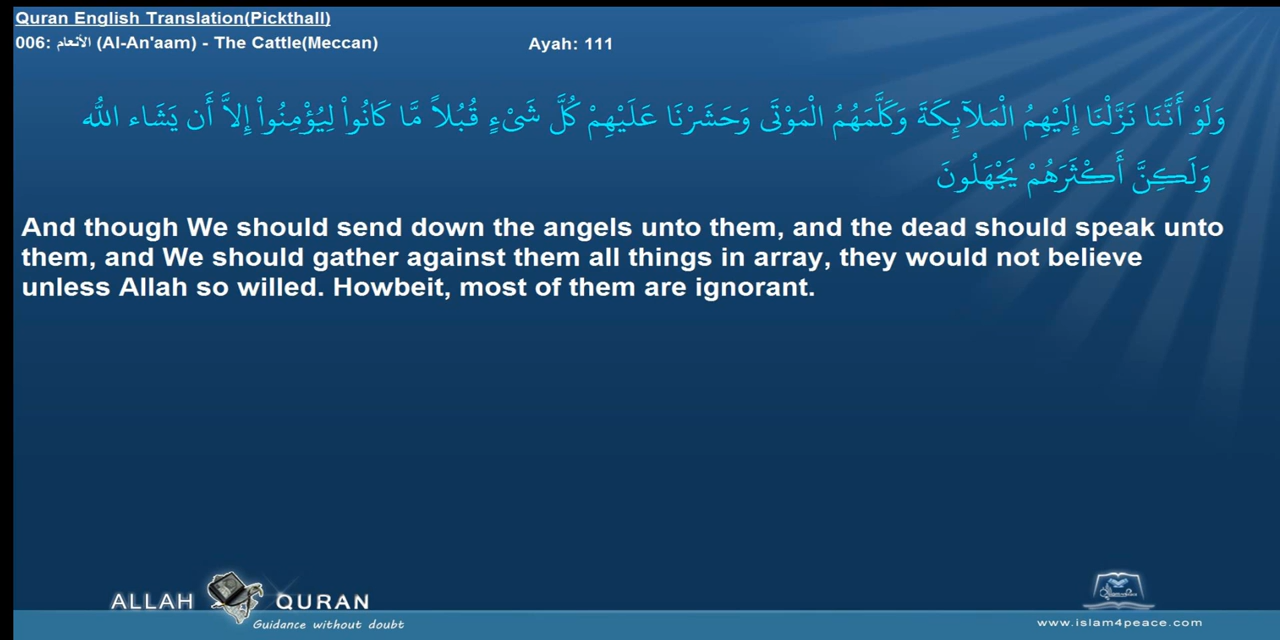 Quran English Translation(Pickthall)
006: الأنعام (Al-An'aam) - The Cattle(Meccan)
Ayah: 111
وَلَوْ أَنَّنَا نَزَّلْنَا إِلَيْهِمُ الْمَلآئِكَةَ وَكَلَّمَهُمُ الْمَوْتَى وَحَشَرْنَا عَلَيْهِمْ كُلَّ شَيْءٍ قُبُلاً مَّا كَانُواْ لِيُؤْمِنُواْ إِلاَّ أَن يَشَاء اللّهُ
وَلَكِنَّ أَكْثَرَهُمْ يَجْهَلُونَ
And though We should send down the angels unto them, and the dead should speak unto
them, and We should gather against them all things in array, they would not believe
unless Allah so willed. Howbeit, most of them are ignorant.
ALLAH QURAN
Guidance without doubt
www.islam4peace.com